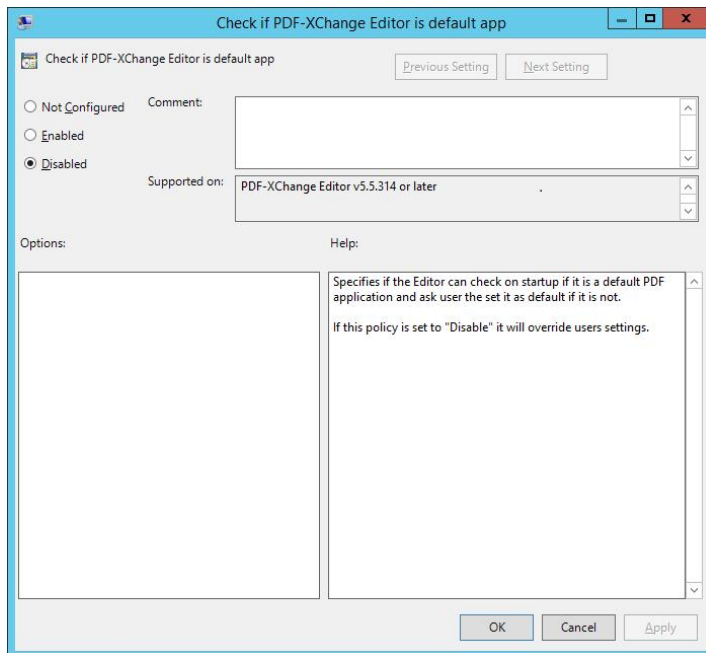 Check if PDF-XChange Editor is default app
x
Check if PDF-XChange Editor is default app
Previous Setting
Next Setting
Not Configured
Comment:
Enabled
Disabled
Supported on:
PDF-XChange Editor v5.5.314 or later .
Options:
Help:
Specifies if the Editor can check on startup if it is a default PDF
application and ask user the set it as default if it is not.
If this policy is set to "Disable" it will override users settings.
OK
Cancel
Apply